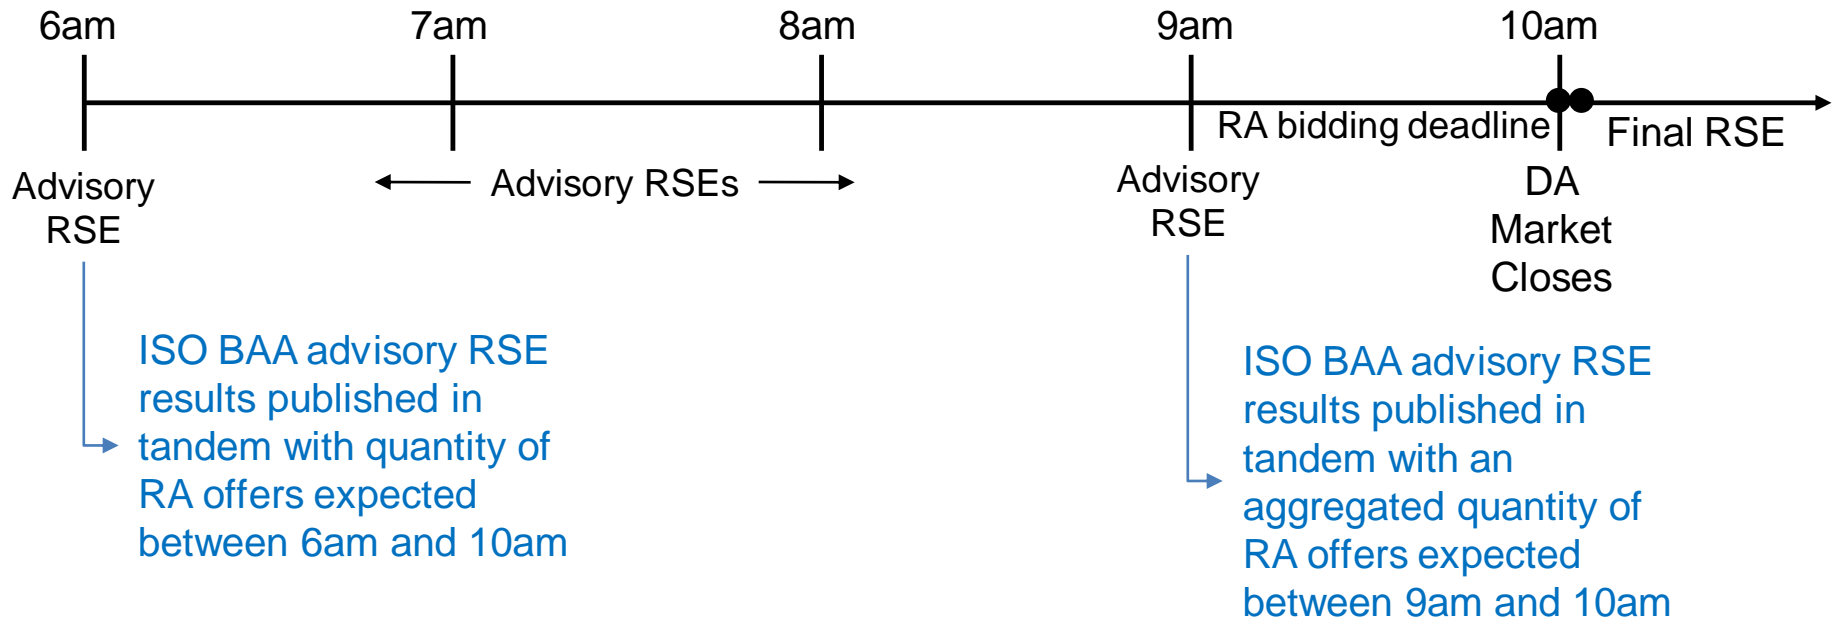 6am
7am
8am
9am
10am
RA bidding deadline
Final RSE
Advisory
RSE
Advisory RSEs
Advisory
RSE
DA
Market
Closes
ISO BAA advisory RSE
results published in
tandem with quantity of
RA offers expected
between 6am and 10am
ISO BAA advisory RSE
results published in
tandem with an
aggregated quantity of
RA offers expected
between 9am and 10am